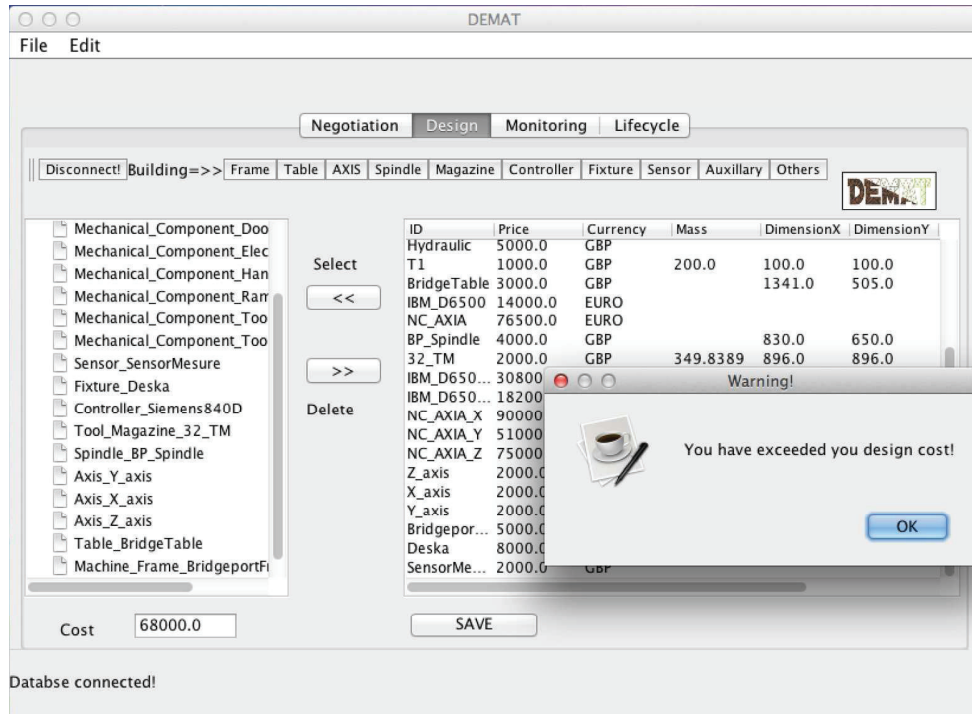 DEMAT
File Edit
Negotiation Design Monitoring Lifecycle
Disconnect! Building=>> Frame Table AXIS Spindle Magazine Controller Fixture Sensor Auxillary Others
DEMAT
Mechanical_Component_Doo
Mechanical_Component_Elec
Mechanical_Component_Han
Mechanical_Component_Ram
Mechanical_Component_Too
Mechanical_Component_Too
Sensor_SensorMesure
Fixture_Deska
Controller_Siemens840D
Tool_Magazine_32_TM
Spindle_BP_Spindle
Axis_Y_axis
Axis_X_axis
Axis_Z_axis
Table_BridgeTable
Machine_Frame_BridgeportFr
Select
<<
>>
Delete
ID Price Currency Mass DimensionX DimensionY
Hydraulic 5000.0 GBP
T1 1000.0 GBP 200.0 100.0 100.0
BridgeTable 3000.0 GBP 1341.0 505.0
IBM_D6500 14000.0 EURO
NC_AXIA 76500.0 EURO
BP_Spindle 4000.0 GBP 830.0 650.0
32_TM 2000.0 GBP 349.8389 896.0 896.0
IBM_D650... 30800
IBM_D650... 18200
NC_AXIA_X 90000
NC_AXIA_Y 51000
NC_AXIA_Z 75000
Z_axis 2000.0
X_axis 2000.0
Y_axis 2000.0
Bridgepor... 5000.0
Deska 8000.0
SensorMe... 2000.0 GBP
Warning!
You have exceeded you design cost!
OK
Cost 68000.0
SAVE
Databse connected!